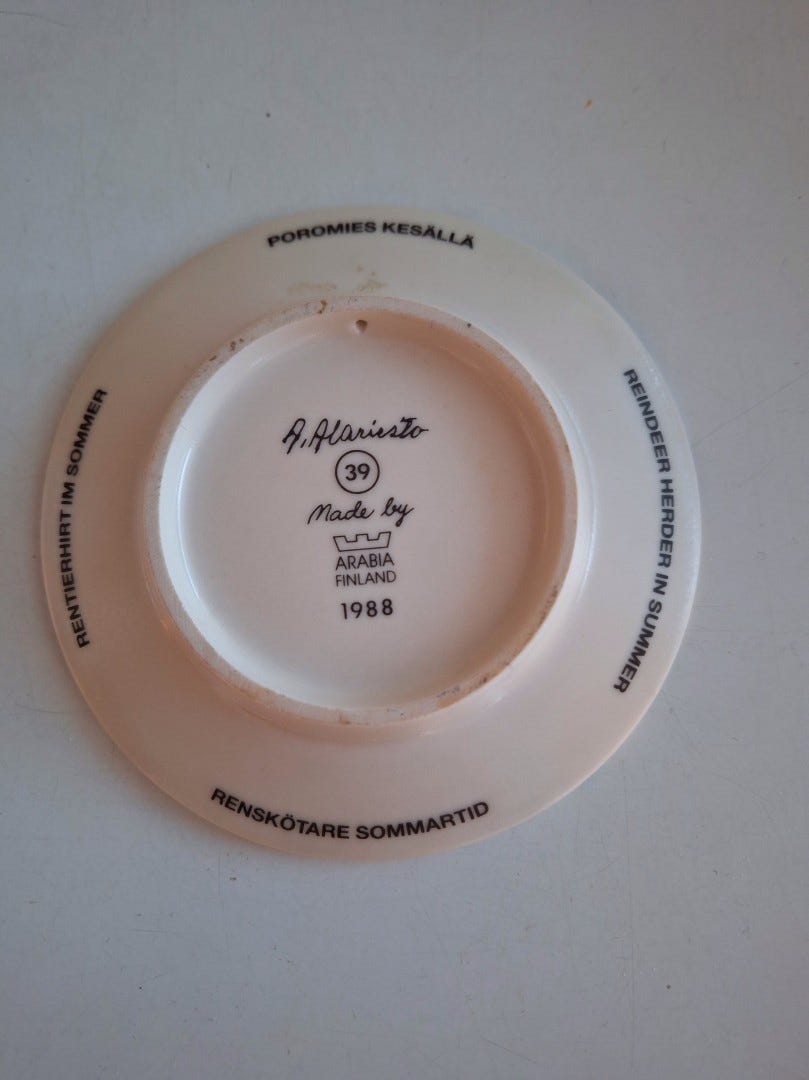 POROMIES KESÄLLÄ
REINDEER HERDER IN SUMMER
RENSKÖTARE SOMMARTID
RENTIERHIRT IM SOMMER
A. Alariesto
39
Made by
ARABIA
FINLAND
1988